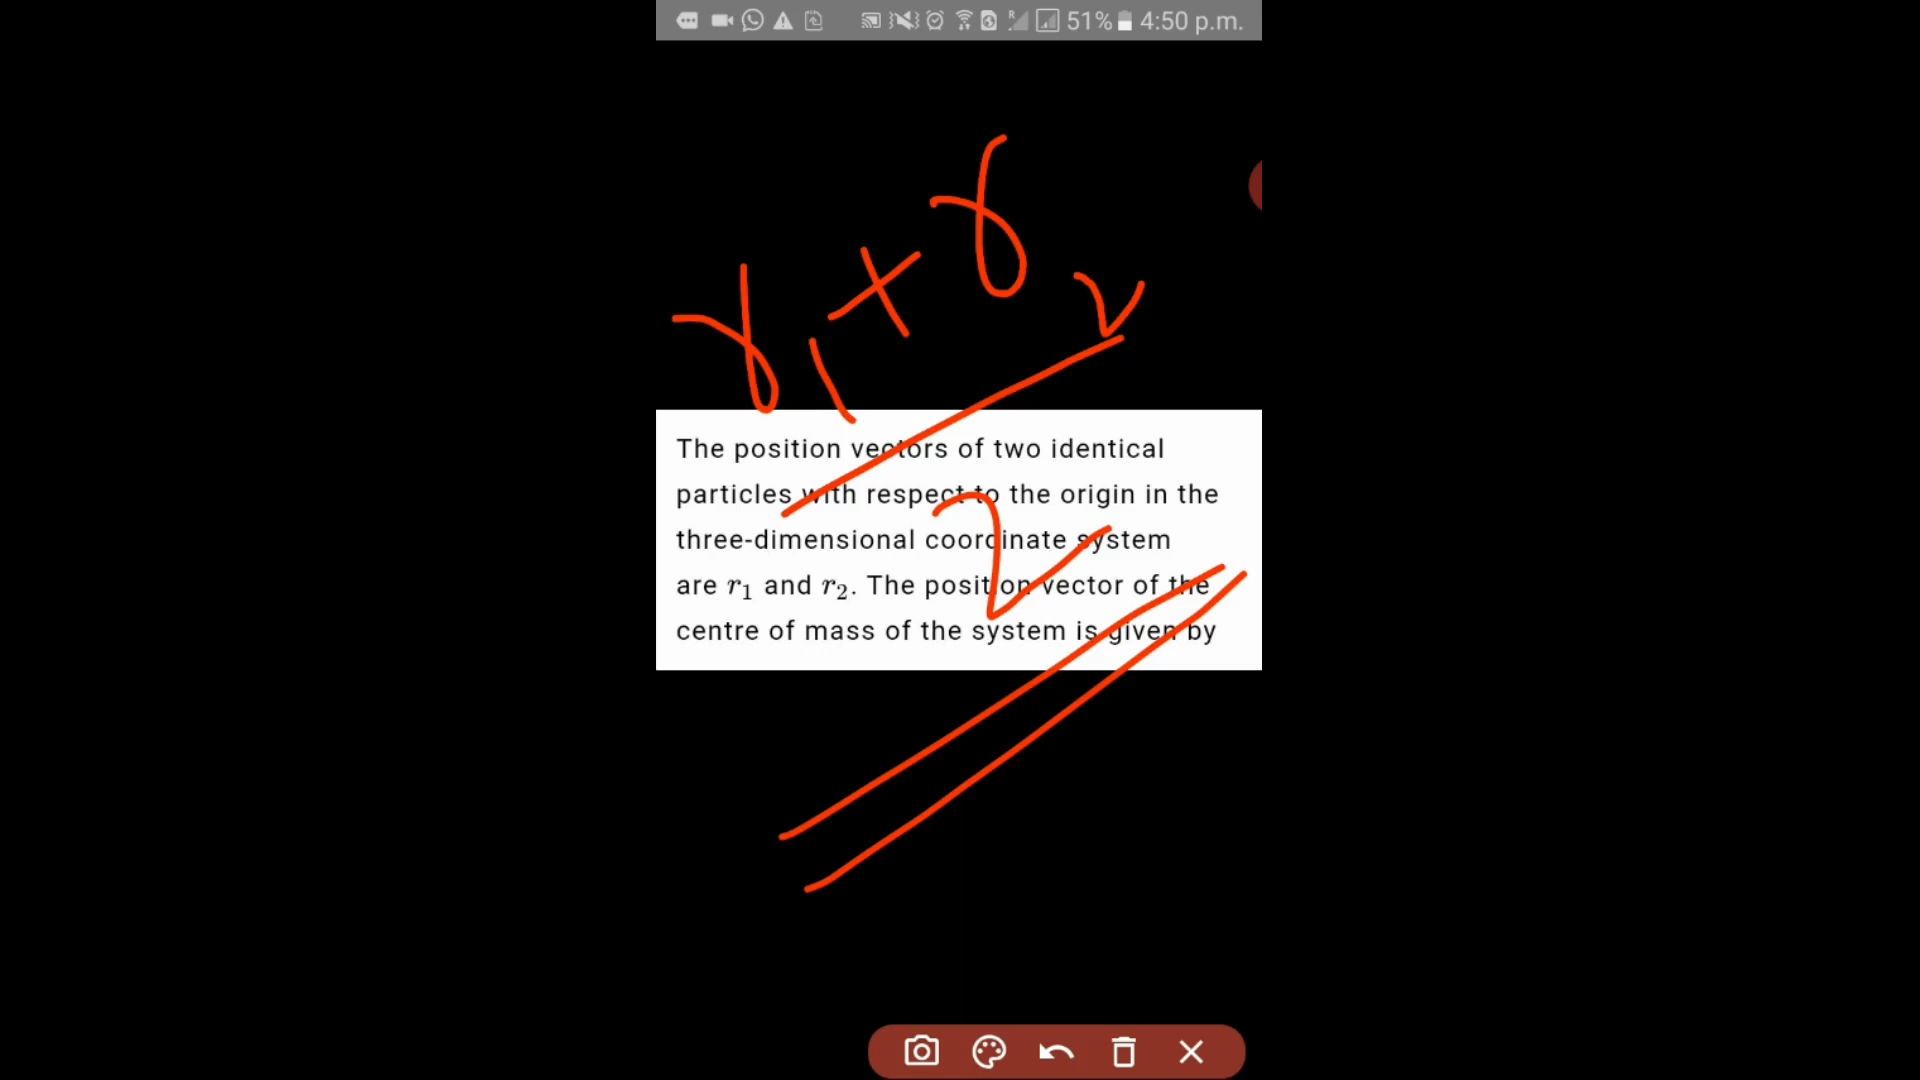 51% 4:50 p.m.
r₁ + r₂
The position vectors of two identical
particles with respect to the origin in the
three-dimensional coordinate system
are r₁ and r₂. The position vector of the
centre of mass of the system is given by
2